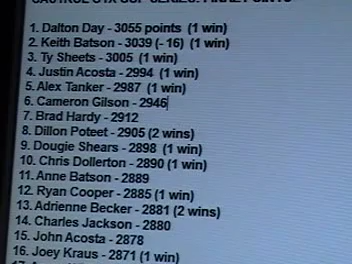 1. Dalton Day - 3055 points (1 win)
2. Keith Batson - 3039 (- 16) (1 win)
3. Ty Sheets - 3005 (1 win)
4. Justin Acosta - 2994 (1 win)
5. Alex Tanker - 2987 (1 win)
6. Cameron Gilson - 2946
7. Brad Hardy - 2912
8. Dillon Poteet - 2905 (2 wins)
9. Dougie Shears - 2898 (1 win)
10. Chris Dollerton - 2890 (1 win)
11. Anne Batson - 2889
12. Ryan Cooper - 2885 (1 win)
13. Adrienne Becker - 2881 (2 wins)
14. Charles Jackson - 2880
15. John Acosta - 2878
16. Joey Kraus - 2871 (1 win)